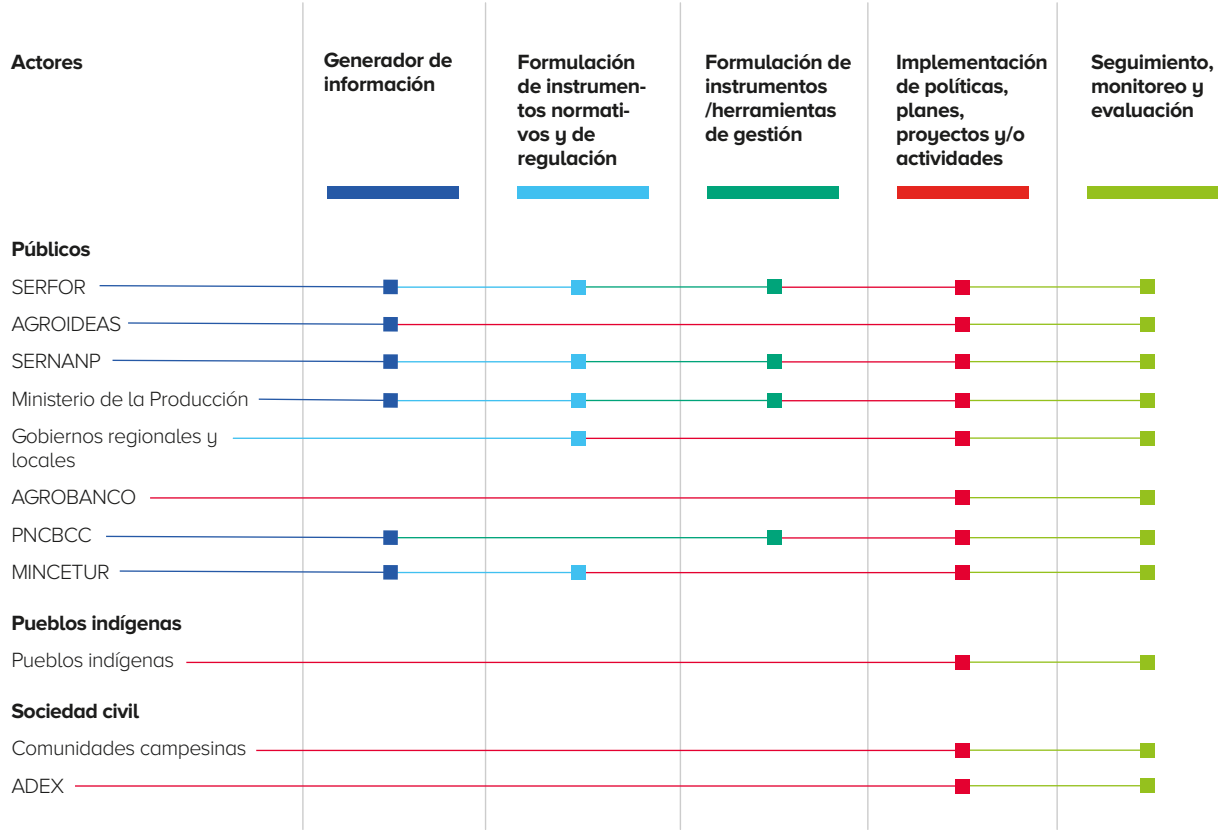 Actores
Generador de
información
Formulación
de instrumen-
tos normati-
vos y de
regulación
Formulación de
instrumentos
/herramientas
de gestión
Implementación
de políticas,
planes,
proyectos y/o
actividades
Seguimiento,
monitoreo y
evaluación
Públicos
SERFOR
AGROIDEAS
SERNANP
Ministerio de la Producción
Gobiernos regionales y
locales
AGROBANCO
PNCBCC
MINCETUR
Pueblos indígenas
Pueblos indígenas
Sociedad civil
Comunidades campesinas
ADEX